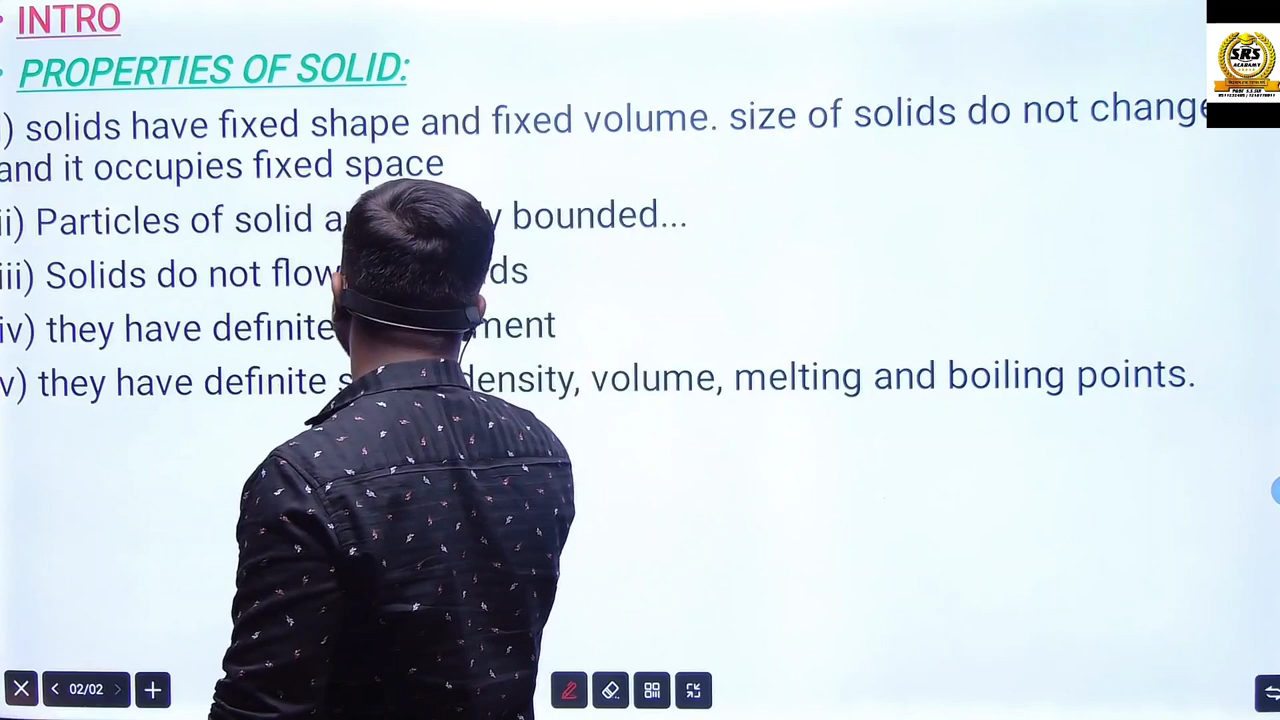 INTRO
PROPERTIES OF SOLID:
i) solids have fixed shape and fixed volume. size of solids do not change
and it occupies fixed space
ii) Particles of solid bounded...
iii) Solids do not flow
iv) they have definite
v) they have definite density, volume, melting and boiling points.
SRS
ACADEMY
02/02